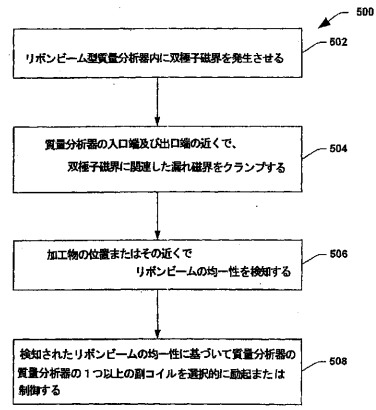 500
リボンビーム型質量分析器内に双極子磁界を発生させる
502
質量分析器の入口端及び出口端の近くで、
双極子磁界に関連した漏れ磁界をクランプする
504
加工物の位置またはその近くで
リボンビームの均一性を検知する
506
検知されたリボンビームの均一性に基づいて質量分析器の
質量分析器の1つ以上の副コイルを選択的に励起または
制御する
508